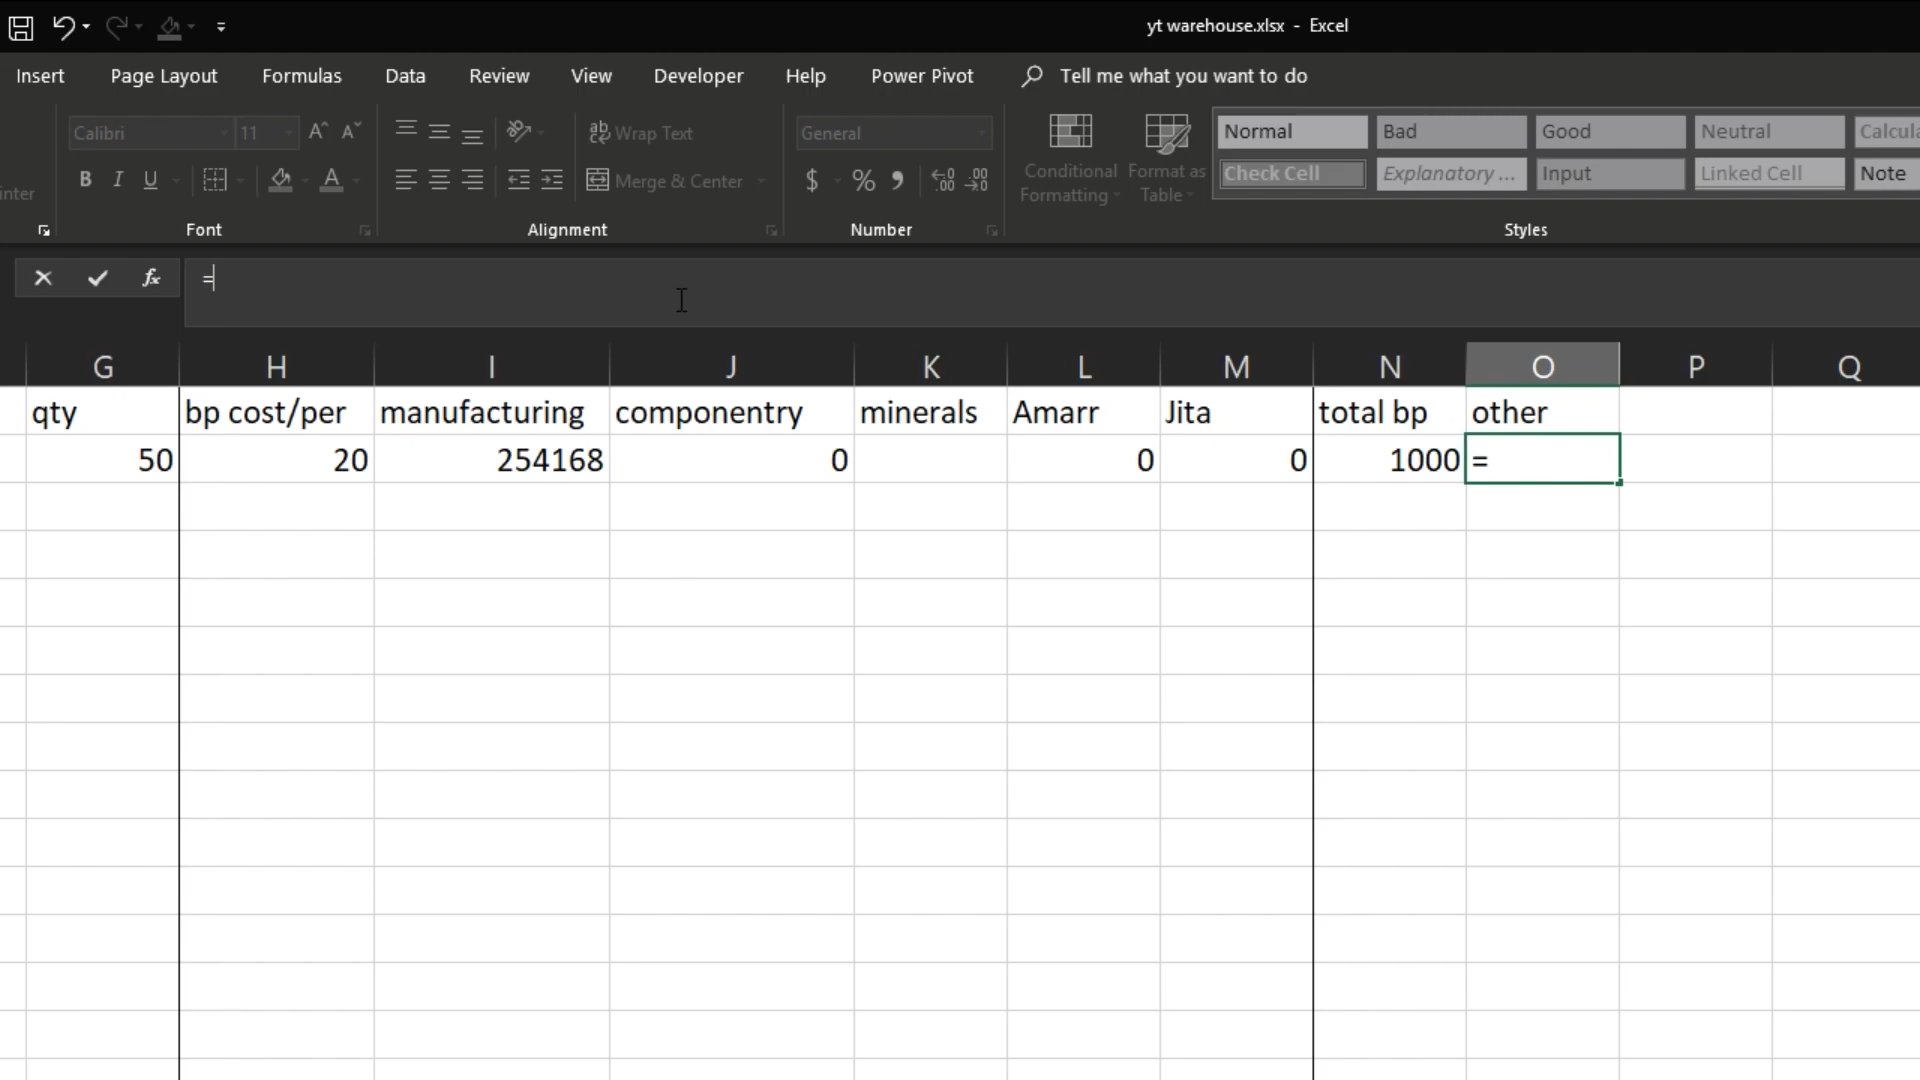 yt warehouse.xlsx - Excel
Insert Page Layout Formulas Data Review View Developer Help Power Pivot Tell me what you want to do
Calibri 11 A^ A˅ ab Wrap Text General Normal Bad Good Neutral Calcula
inter B I U A Merge & Center $ % , .00 Conditional Formatting Format as Table Check Cell Explanatory ... Input Linked Cell Note
Font Alignment Number Styles
fx =
G H I J K L M N O P Q
qty bp cost/per manufacturing componentry minerals Amarr Jita total bp other
50 20 254168 0 0 0 1000 =